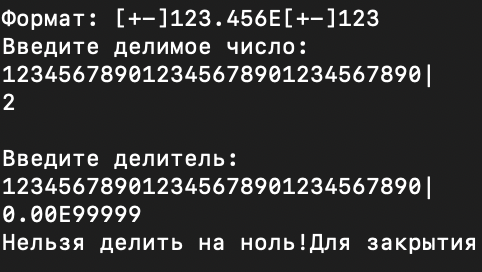 Формат: [+-]123.456E[+-]123
Введите делимое число:
123456789012345678901234567890|
2
Введите делитель:
123456789012345678901234567890|
0.00E99999
Нельзя делить на ноль!Для закрытия